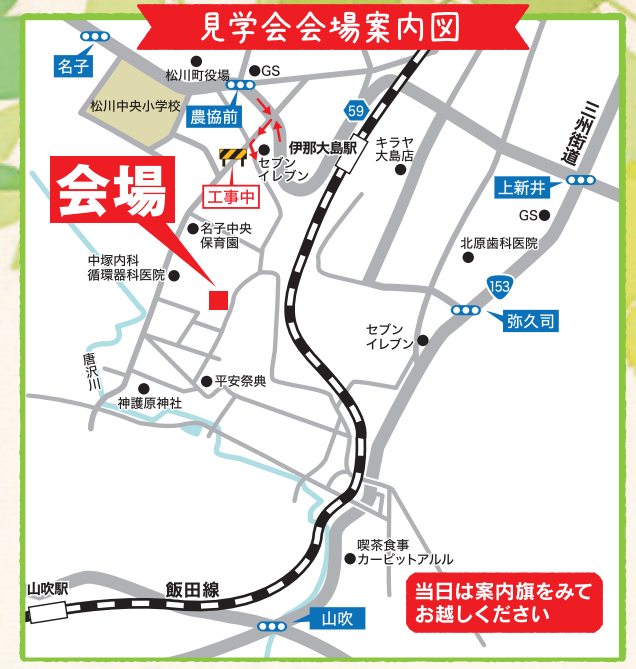 見学会会場案内図
名子
松川町役場
GS
松川中央小学校
農協前
59
三州街道
伊那大島駅
キラヤ
大島店
セブン
イレブン
工事中
上新井
会場
GS
名子中央
保育園
北原歯科医院
中塚内科
循環器科医院
153
弥久司
セブン
イレブン
唐沢川
平安祭典
神護原神社
喫茶食事
カーピットアルル
山吹駅
飯田線
当日は案内旗をみて
お越しください
山吹